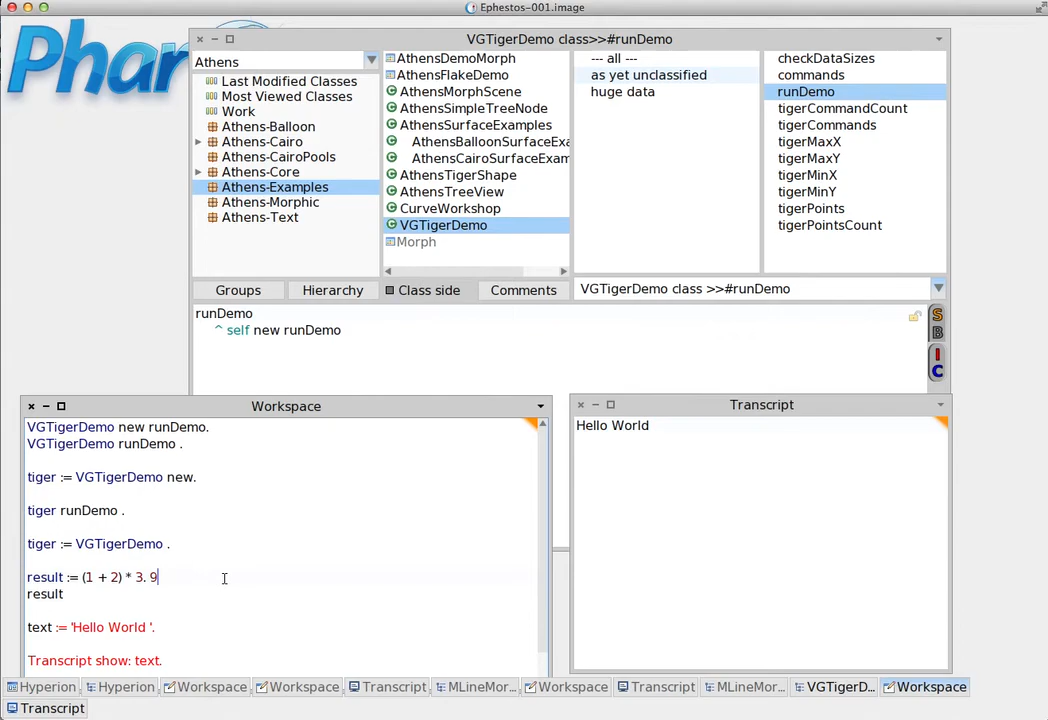 Ephestos-001.image
Phar
VGTigerDemo class>>#runDemo
Athens
Last Modified Classes
Most Viewed Classes
Work
Athens-Balloon
Athens-Cairo
Athens-CairoPools
Athens-Core
Athens-Examples
Athens-Morphic
Athens-Text
AthensDemoMorph
AthensFlakeDemo
AthensMorphScene
AthensSimpleTreeNode
AthensSurfaceExamples
AthensBalloonSurfaceExa
AthensCairoSurfaceExam
AthensTigerShape
AthensTreeView
CurveWorkshop
VGTigerDemo
Morph
--- all ---
as yet unclassified
huge data
checkDataSizes
commands
runDemo
tigerCommandCount
tigerCommands
tigerMaxX
tigerMaxY
tigerMinX
tigerMinY
tigerPoints
tigerPointsCount
Groups
Hierarchy
Class side
Comments
VGTigerDemo class >>#runDemo
runDemo
^ self new runDemo
S
B
I
C
Workspace
VGTigerDemo new runDemo.
VGTigerDemo runDemo .
tiger := VGTigerDemo new.
tiger runDemo .
tiger := VGTigerDemo .
result := (1 + 2) * 3. 9
result
text := 'Hello World '.
Transcript show: text.
Transcript
Hello World
Hyperion
Hyperion
Workspace
Workspace
Transcript
MLineMor...
Workspace
Transcript
MLineMor...
VGTigerD...
Workspace
Transcript